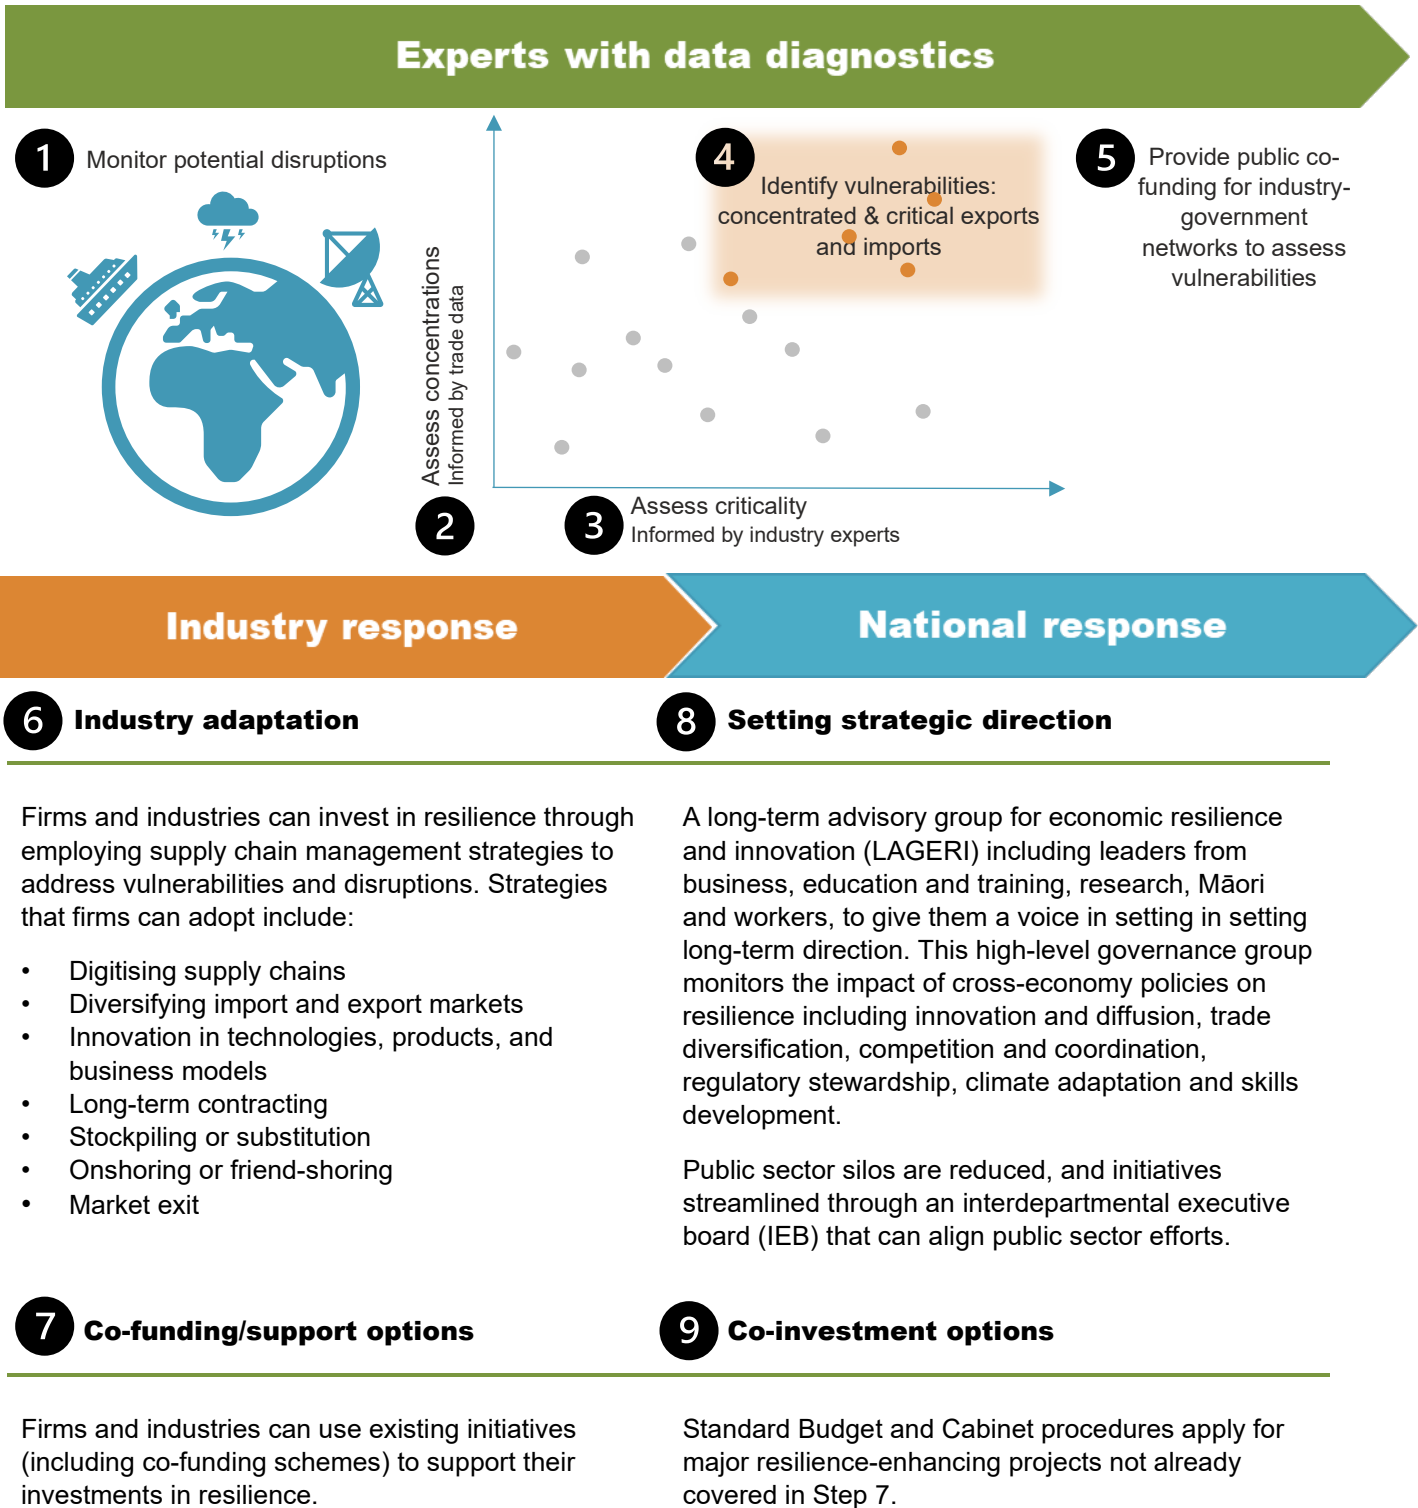 Experts with data diagnostics
1
Monitor potential disruptions
Assess concentrations
Informed by trade data
2
3
Assess criticality
Informed by industry experts
4
Identify vulnerabilities:
concentrated & critical exports
and imports
5
Provide public co-
funding for industry-
government
networks to assess
vulnerabilities
Industry response
National response
6
Industry adaptation
Firms and industries can invest in resilience through
employing supply chain management strategies to
address vulnerabilities and disruptions. Strategies
that firms can adopt include:
• Digitising supply chains
• Diversifying import and export markets
• Innovation in technologies, products, and
business models
• Long-term contracting
• Stockpiling or substitution
• Onshoring or friend-shoring
• Market exit
7
Co-funding/support options
Firms and industries can use existing initiatives
(including co-funding schemes) to support their
investments in resilience.
8
Setting strategic direction
A long-term advisory group for economic resilience
and innovation (LAGERI) including leaders from
business, education and training, research, Māori
and workers, to give them a voice in setting in setting
long-term direction. This high-level governance group
monitors the impact of cross-economy policies on
resilience including innovation and diffusion, trade
diversification, competition and coordination,
regulatory stewardship, climate adaptation and skills
development.
Public sector silos are reduced, and initiatives
streamlined through an interdepartmental executive
board (IEB) that can align public sector efforts.
9
Co-investment options
Standard Budget and Cabinet procedures apply for
major resilience-enhancing projects not already
covered in Step 7.